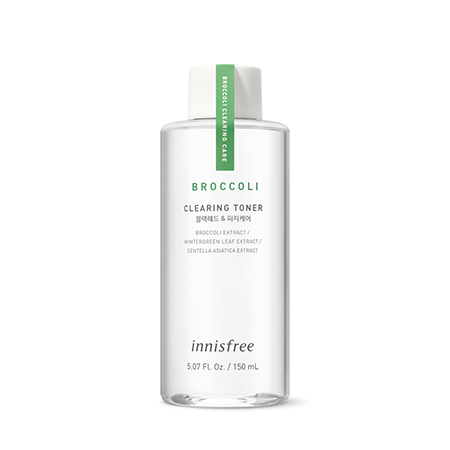 BROCCOLI CLEARING CARE
BROCCOLI
CLEARING TONER
블랙헤드 & 피지케어
BROCCOLI EXTRACT /
WINTERGREEN LEAF EXTRACT /
CENTELLA ASIATICA EXTRACT
innisfree
5.07 Fl. Oz. / 150 mL